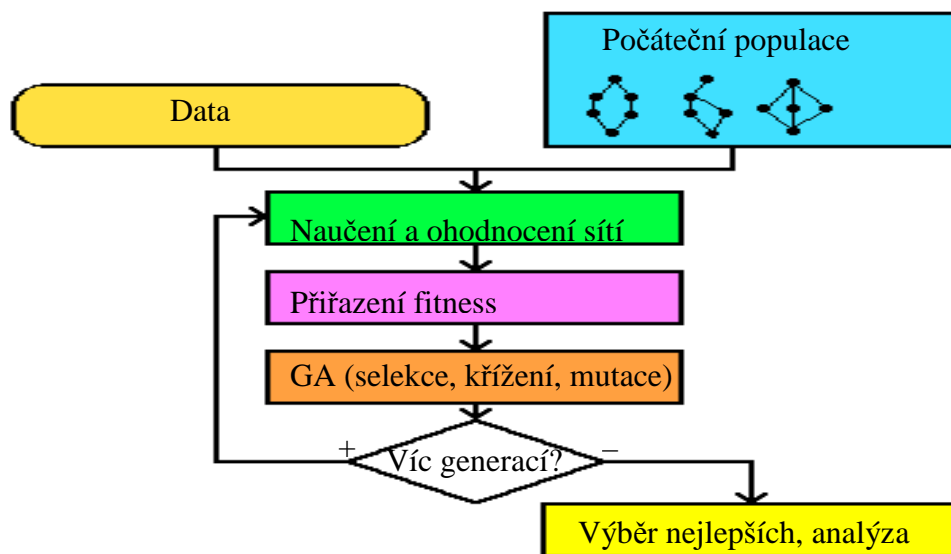 Počáteční populace
Data
Naučení a ohodnocení sítí
Přiřazení fitness
GA (selekce, křížení, mutace)
+
Víc generací?
–
Výběr nejlepších, analýza